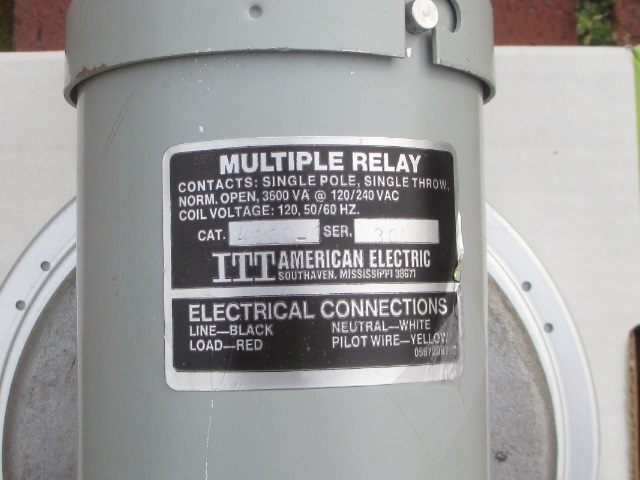 MULTIPLE RELAY
CONTACTS: SINGLE POLE, SINGLE THROW,
NORM. OPEN, 3600 VA @ 120/240 VAC
COIL VOLTAGE: 120, 50/60 HZ.
CAT. SER.
ITT AMERICAN ELECTRIC
SOUTHAVEN, MISSISSIPPI 38671
ELECTRICAL CONNECTIONS
LINE—BLACK NEUTRAL—WHITE
LOAD—RED PILOT WIRE—YELLOW